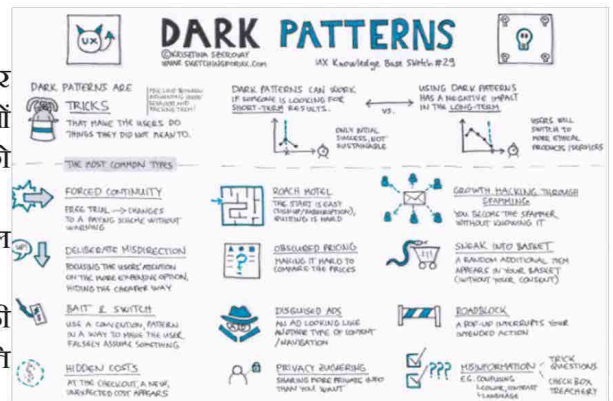 UX
DARK PATTERNS
©KRISZTINA SZEROVAY
WWW.SKETCHINGFORUX.COM
UX Knowledge Base Sketch #29
DARK PATTERNS ARE
TRICKS
THAT MAKE THE USERS DO
THINGS THEY DID NOT MEAN TO.
DARK PATTERNS CAN WORK
IF SOMEONE IS LOOKING FOR
SHORT-TERM RESULTS.
ONLY INITIAL
SUCCESS, NOT
SUSTAINABLE
VS.
USING DARK PATTERNS
HAS A NEGATIVE IMPACT
IN THE LONG-TERM
USERS WILL
SWITCH TO
MORE ETHICAL
PRODUCTS/SERVICES
THE MOST COMMON TYPES
FORCED CONTINUITY
FREE TRIAL → CHANGES
TO A PAYING SCHEME WITHOUT
WARNING
ROACH HOTEL
THE START IS EASY
(SIGNUP/SUBSCRIPTION),
EXITING IS HARD
GROWTH HACKING THROUGH
SPAMMING
YOU BECOME THE SPAMMER
WITHOUT KNOWING IT
DELIBERATE MISDIRECTION
FOCUSING THE USERS' ATTENTION
ON THE MORE EXPENSIVE OPTION,
HIDING THE CHEAPER WAY
OBSCURED PRICING
MAKING IT HARD TO
COMPARE THE PRICES
?
SNEAK INTO BASKET
A RANDOM ADDITIONAL ITEM
APPEARS IN YOUR BASKET
(WITHOUT YOUR CONSENT)
BAIT & SWITCH
USE A CONVENTION, PATTERN
IN A WAY TO MAKE THE USER
FALSELY ASSUME SOMETHING
AD
DISGUISED ADS
AN AD LOOKING LIKE
ANOTHER TYPE OF CONTENT
/NAVIGATION
ROADBLOCK
A POP-UP INTERRUPTS YOUR
INTENDED ACTION
$
HIDDEN COSTS
AT THE CHECKOUT, A NEW,
UNEXPECTED COST APPEARS
PRIVACY ZUCKERING
SHARING MORE PRIVATE INFO
THAN YOU WANT
???
MISINFORMATION
E.G. CONFUSING
TRICK
QUESTIONS
CHECKBOX
TREACHERY